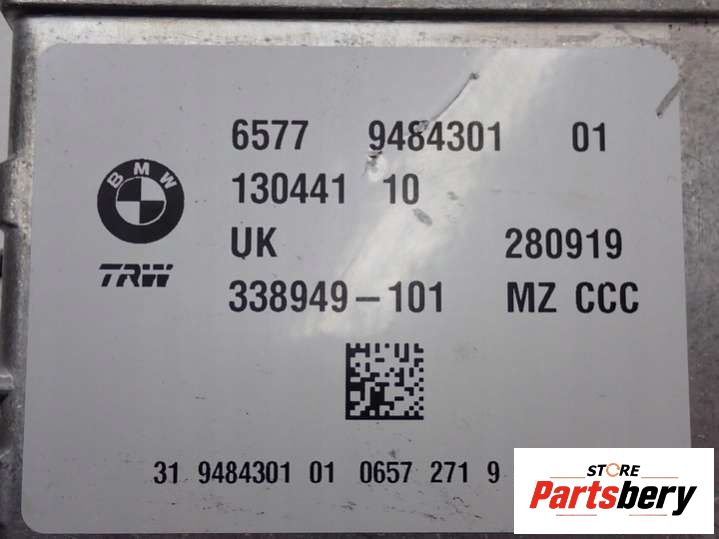 6577 9484301 01
BMW
130441 10
UK 280919
TRW
338949-101 MZ CCC
31 9484301 01 0657 271 9
STORE
Partsbery